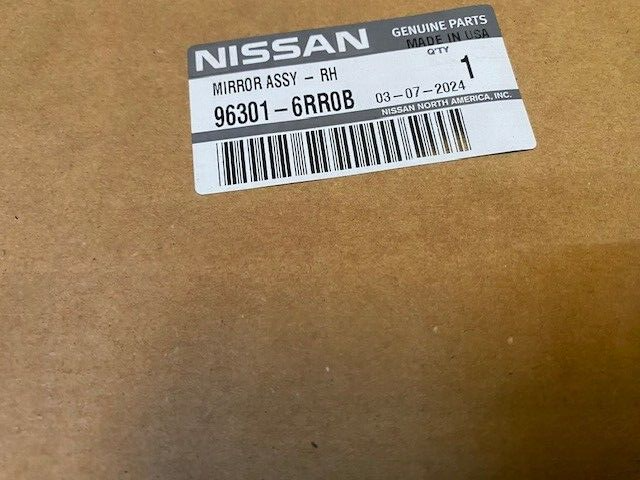 NISSAN GENUINE PARTS
MADE IN USA
QTY
MIRROR ASSY - RH
1
96301-6RR0B 03-07-2024
NISSAN NORTH AMERICA, INC.